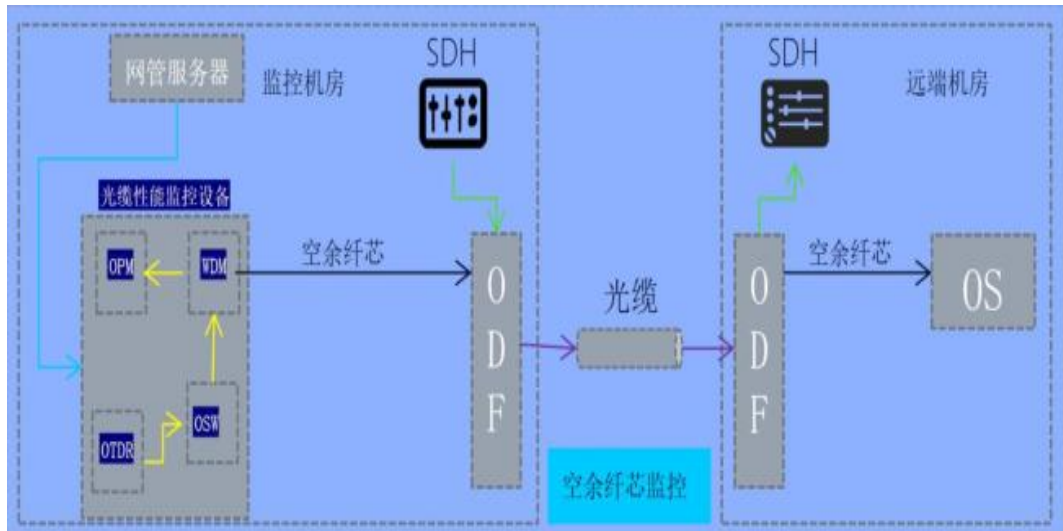 网管服务器
监控机房
SDH
SDH
远端机房
光缆性能监控设备
OPM
WDM
空余纤芯
ODF
光缆
ODF
空余纤芯
OS
OTDR
OSW
空余纤芯监控